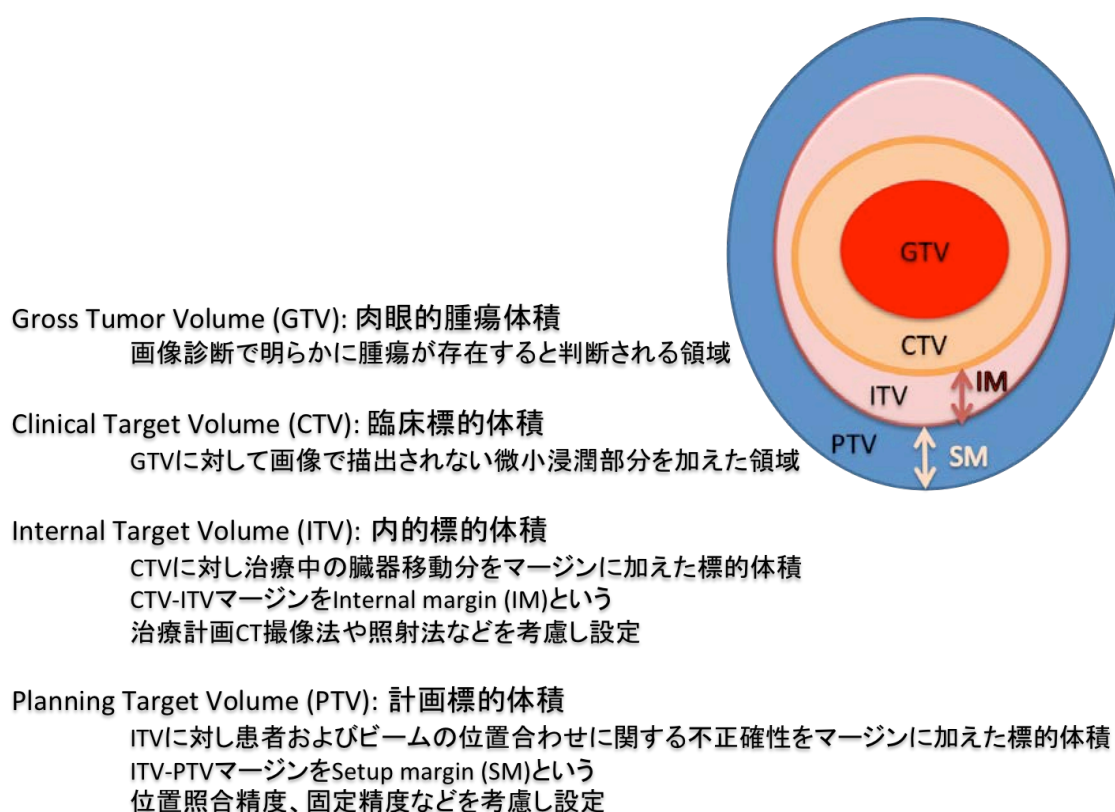 GTV
CTV
IM
ITV
PTV
SM
Gross Tumor Volume (GTV): 肉眼的腫瘍体積
画像診断で明らかに腫瘍が存在すると判断される領域
Clinical Target Volume (CTV): 臨床標的体積
GTVに対して画像で描出されない微小浸潤部分を加えた領域
Internal Target Volume (ITV): 内的標的体積
CTVに対し治療中の臓器移動分をマージンに加えた標的体積
CTV-ITVマージンをInternal margin (IM)という
治療計画CT撮像法や照射法などを考慮し設定
Planning Target Volume (PTV): 計画標的体積
ITVに対し患者およびビームの位置合わせに関する不正確性をマージンに加えた標的体積
ITV-PTVマージンをSetup margin (SM)という
位置照合精度、固定精度などを考慮し設定